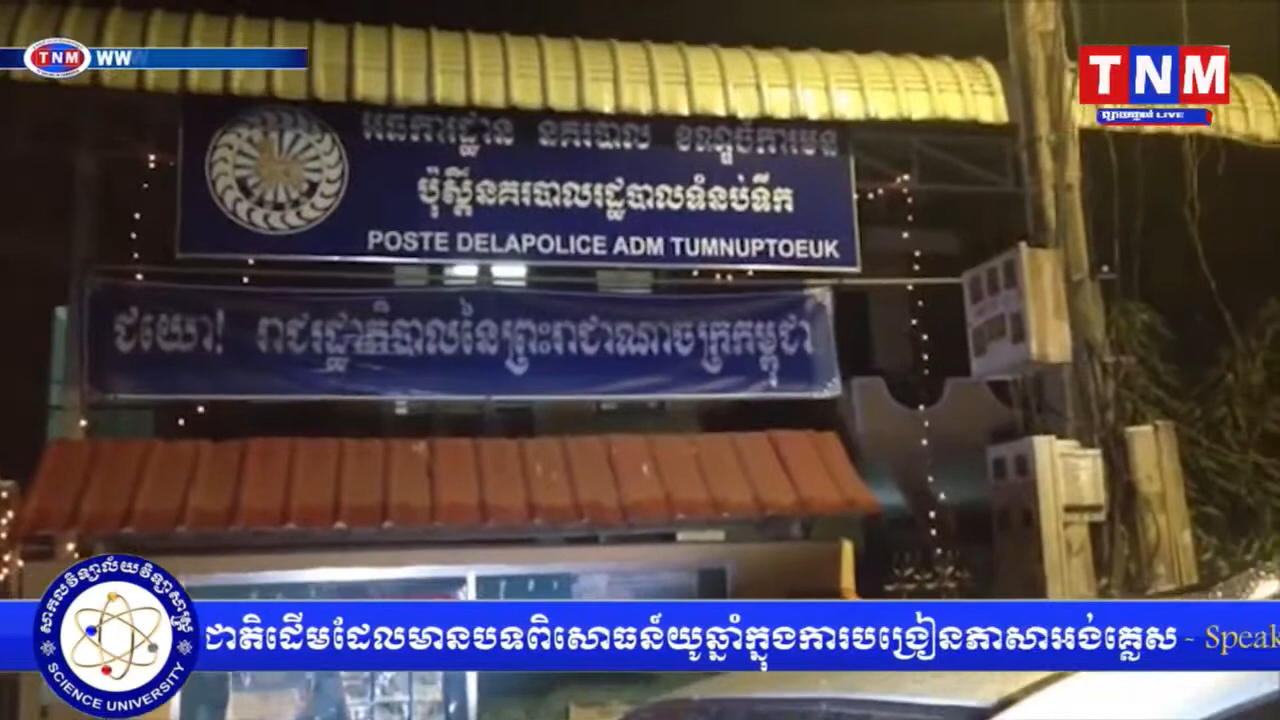 TNM WW
TNM
ផ្សាយផ្ទាល់ LIVE
អធិការដ្ឋាន នគរបាល ខណ្ឌចំការមន
ប៉ុស្តិ៍នគរបាលរដ្ឋបាលទំនប់ទឹក
POSTE DELAPOLICE ADM TUMNUPTOEUK
ជយោ! រាជរដ្ឋាភិបាលនៃព្រះរាជាណាចក្រកម្ពុជា
សាកលវិទ្យាល័យវិទ្យាសាស្ត្រ
SCIENCE UNIVERSITY
ជាតិដើមដែលមានបទពិសោធន៍យូឆ្នាំក្នុងការបង្រៀនភាសាអង់គ្លេស - Speak